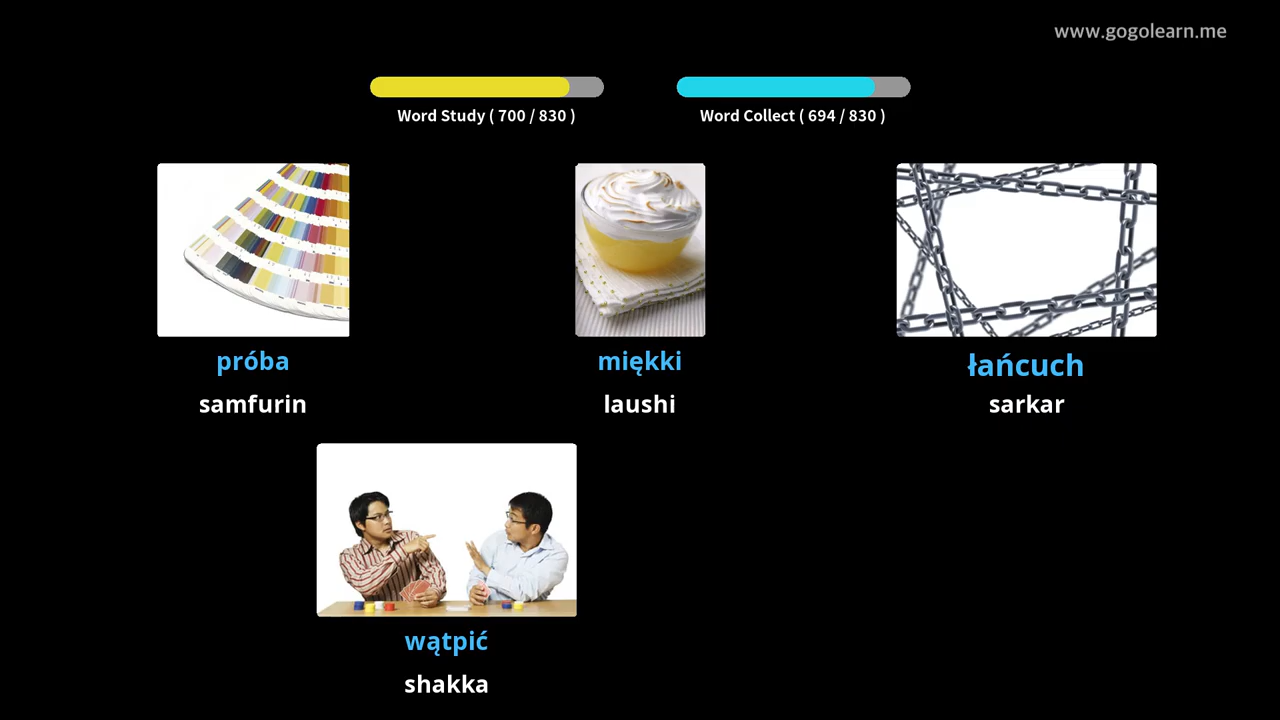 www.gogolearn.me
Word Study ( 700 / 830 )
Word Collect ( 694 / 830 )
próba
samfurin
miękki
laushi
łańcuch
sarkar
wątpić
shakka